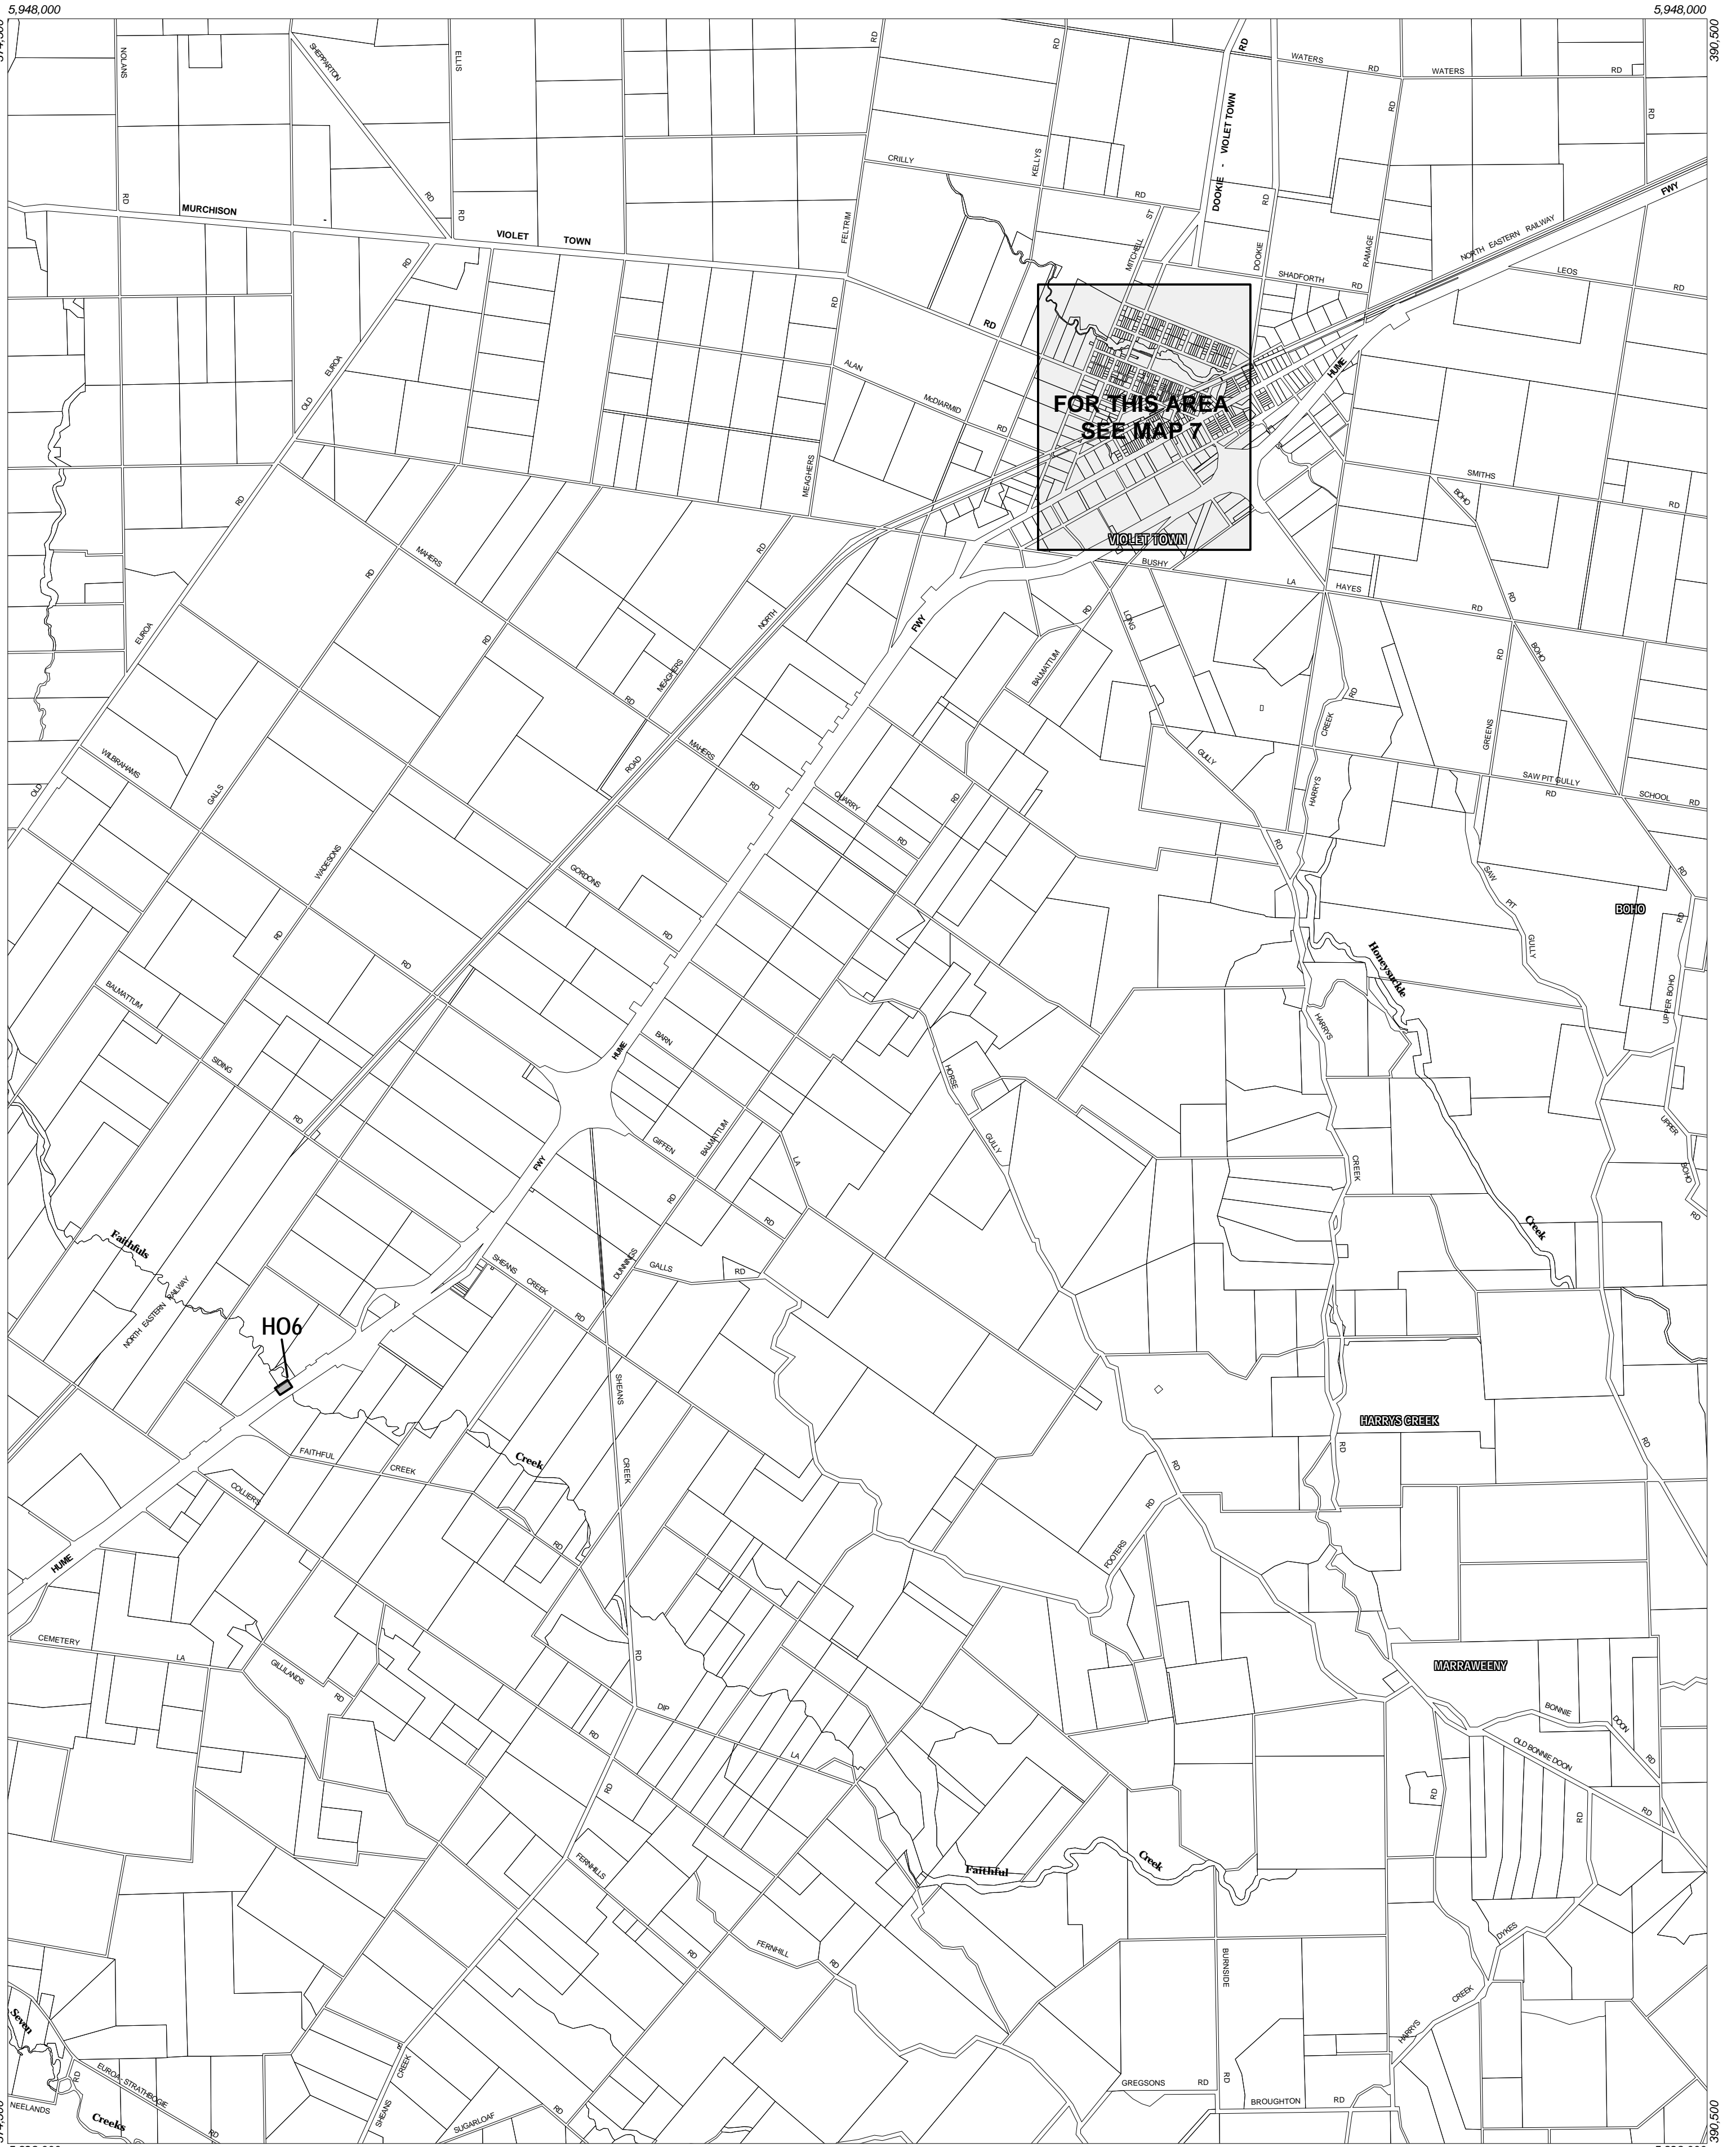 5,948,000
5,948,000
390,500
NOLANS
SHEPPARTON
ELLIS
RD
RD
RD
WATERS
RD
WATERS
RD
RD
RD
DOOKIE - VIOLET TOWN
CRILLY
KELLYS
RD
RD
RD
RD
MURCHISON
VIOLET TOWN
FELTRIM
ST
MITCHELL
RD
DOOKIE
RAMAGE
NORTH EASTERN RAILWAY
FWY
SHADFORTH
RD
LEOS
RD
RD
RD
EUROA
OLD
RD
ALAN
McDIARMID
RD
HUME
FOR THIS AREA
SEE MAP 7
MEAGHERS
SMITHS
RD
BOHO
RD
VIOLET TOWN
BUSHY
LA
HAYES
RD
RD
MAHERS
RD
RD
EUROA
RD
NORTH
FWY
RD
LONG
BALMATTUM
MEAGHERS
RD
RD
BOHO
CREEK
RD
GREENS
WILBRAHAMS
OLD
GALLS
ROAD
MAHERS
RD
GULLY
HARRYS
SAW PIT GULLY
RD
SCHOOL
RD
QUARRY
RD
RD
WADESONS
GORDONS
RD
RD
SAW
PIT
GULLY
RD
BOHO
RD
RD
RD
Honeysuckle
UPPER BOHO
BALMATTUM
SIDING
RD
HUME
BARN
HARRYS
HORSE
GULLY
UPPER
BOHO
RD
FWY
GIFFEN
BALMATTUM
LA
CREEK
RD
RD
Creek
Faithfuls
SHEANS
CREEK
RD
DUNNINGS
GALLS
RD
NORTH EASTERN RAILWAY
HO6
SHEANS
HARRYS CREEK
RD
RD
FAITHFUL
CREEK
Creek
CREEK
RD
COLLIERS
RD
RD
FOOTERS
HUME
CEMETERY
LA
GILLILANDS
RD
RD
MARRAWEENY
DIP
LA
RD
BONNIE
DOON
RD
OLD BONNIE DOON
RD
RD
RD
RD
FERNHILLS
RD
Faithful
Creek
FERNHILL
RD
DYKES
BURNSIDE
RD
CREEK
HARRYS
Seven
Creeks
EUROA-STRATHBOGIE
RD
RD
NEELANDS
CREEK
SHEANS
SUGARLOAF
RD
GREGSONS
RD
BROUGHTON
RD
390,500